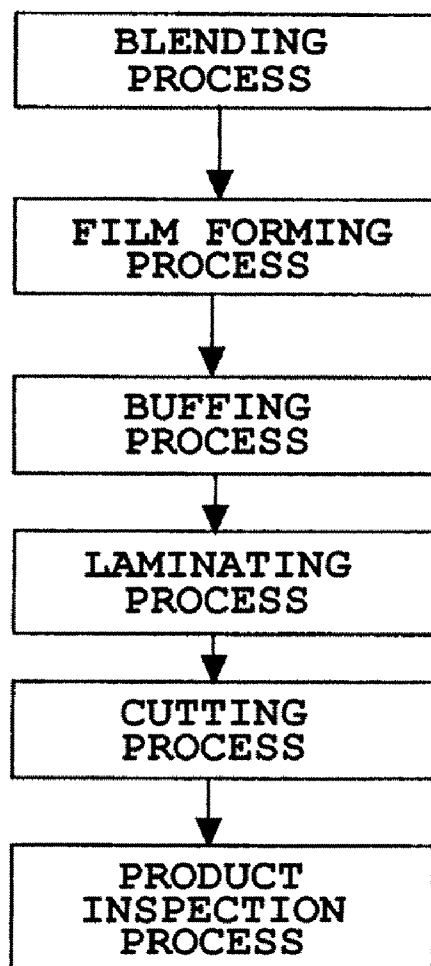 BLENDING
PROCESS
FILM FORMING
PROCESS
BUFFING
PROCESS
LAMINATING
PROCESS
CUTTING
PROCESS
PRODUCT
INSPECTION
PROCESS